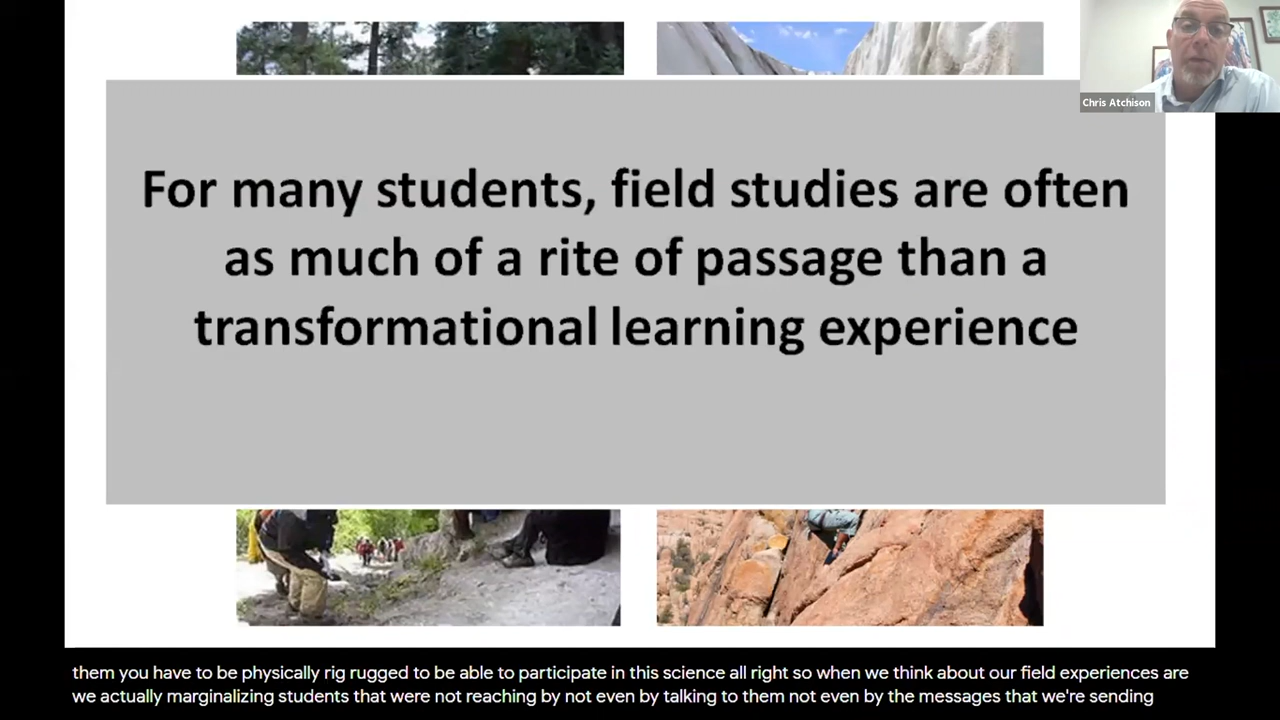 Chris Atchison
For many students, field studies are often
as much of a rite of passage than a
transformational learning experience
them you have to be physically rig rugged to be able to participate in this science all right so when we think about our field experiences are
we actually marginalizing students that were not reaching by not even by talking to them not even by the messages that we're sending